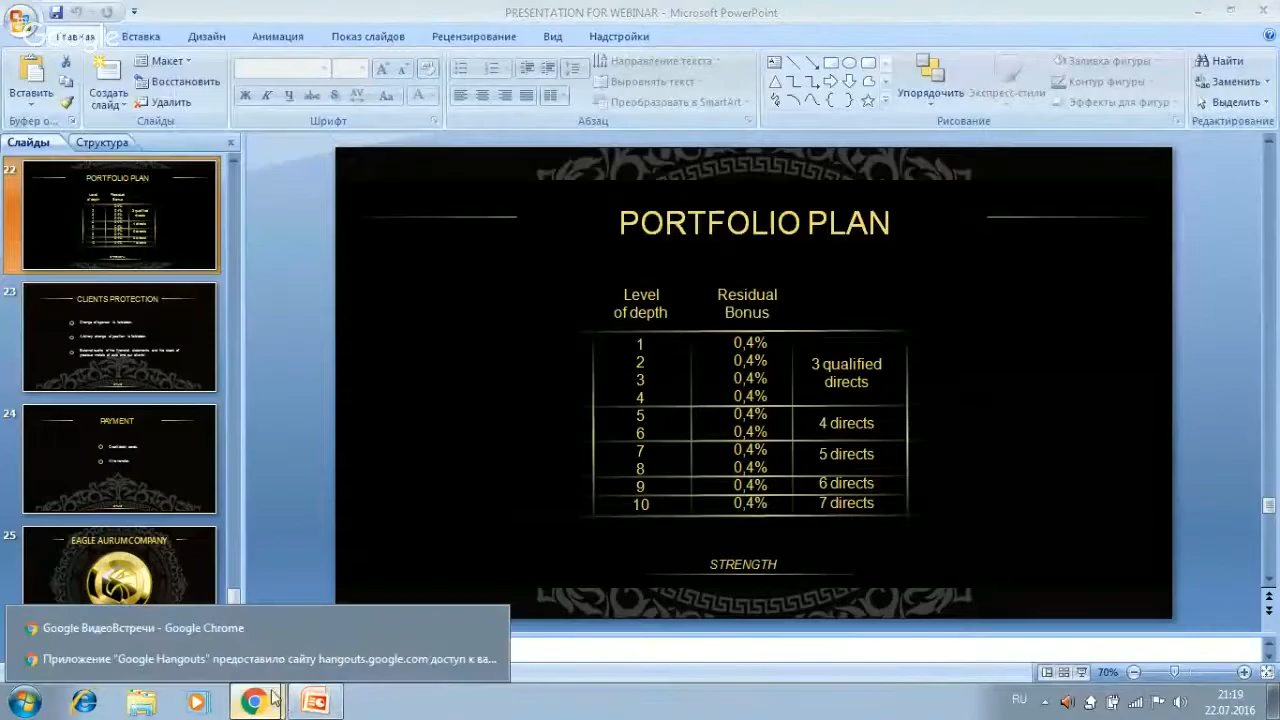 PRESENTATION FOR WEBINAR - Microsoft PowerPoint
Главная
Вставка
Дизайн
Анимация
Показ слайдов
Рецензирование
Вид
Надстройки
Вставить
Создать слайд
Макет
Восстановить
Удалить
Направление текста
Выровнять текст
Преобразовать в SmartArt
Упорядочить
Экспресс-стили
Заливка фигуры
Контур фигуры
Эффекты для фигур
Найти
Заменить
Выделить
Буфер о...
Слайды
Шрифт
Абзац
Рисование
Редактирование
Слайды
Структура
22
PORTFOLIO PLAN
23
CLIENTS PROTECTION
24
PAYMENT
25
EAGLE AURUM COMPANY
PORTFOLIO PLAN
Level of depth
Residual Bonus
1 0,4%
2 0,4%
3 0,4%
4 0,4%
3 qualified directs
5 0,4%
6 0,4%
4 directs
7 0,4%
8 0,4%
5 directs
9 0,4% 6 directs
10 0,4% 7 directs
STRENGTH
Google ВидеоВстречи - Google Chrome
Приложение "Google Hangouts" предоставило сайту hangouts.google.com доступ к ва...
70%
RU
21:19
22.07.2016